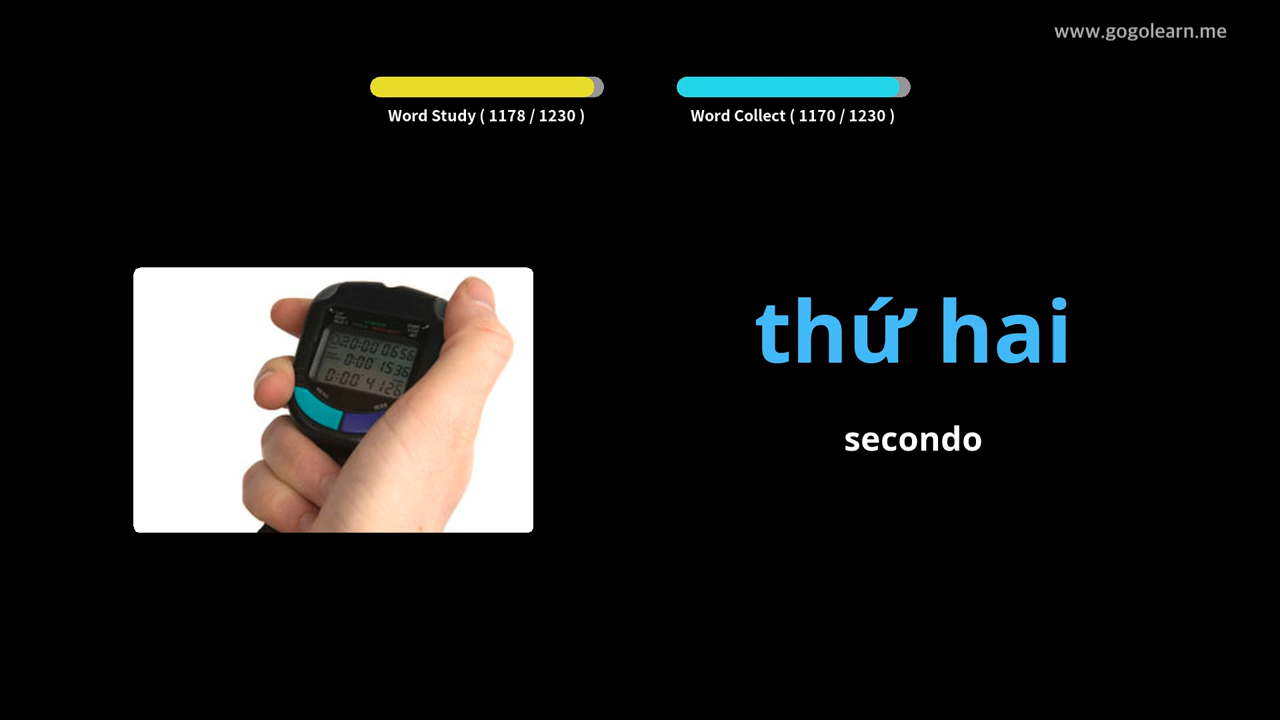 www.gogolearn.me
Word Study ( 1178 / 1230 )
Word Collect ( 1170 / 1230 )
thứ hai
secondo